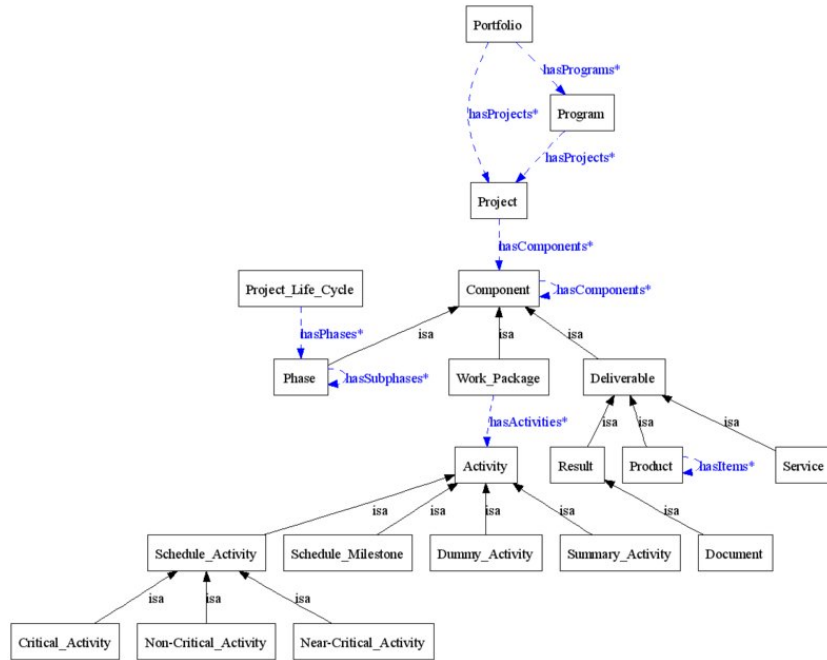 Portfolio
hasPrograms*
hasProjects*
Program
hasProjects*
Project
hasComponents*
Project_Life_Cycle
Component
hasComponents*
hasPhases*
isa
isa
isa
Phase
hasSubphases*
Work_Package
Deliverable
hasActivities*
isa
isa
isa
Activity
Result
Product
hasItems*
Service
isa
isa
isa
isa
isa
Schedule_Activity
Schedule_Milestone
Dummy_Activity
Summary_Activity
Document
isa
isa
isa
Critical_Activity
Non-Critical_Activity
Near-Critical_Activity